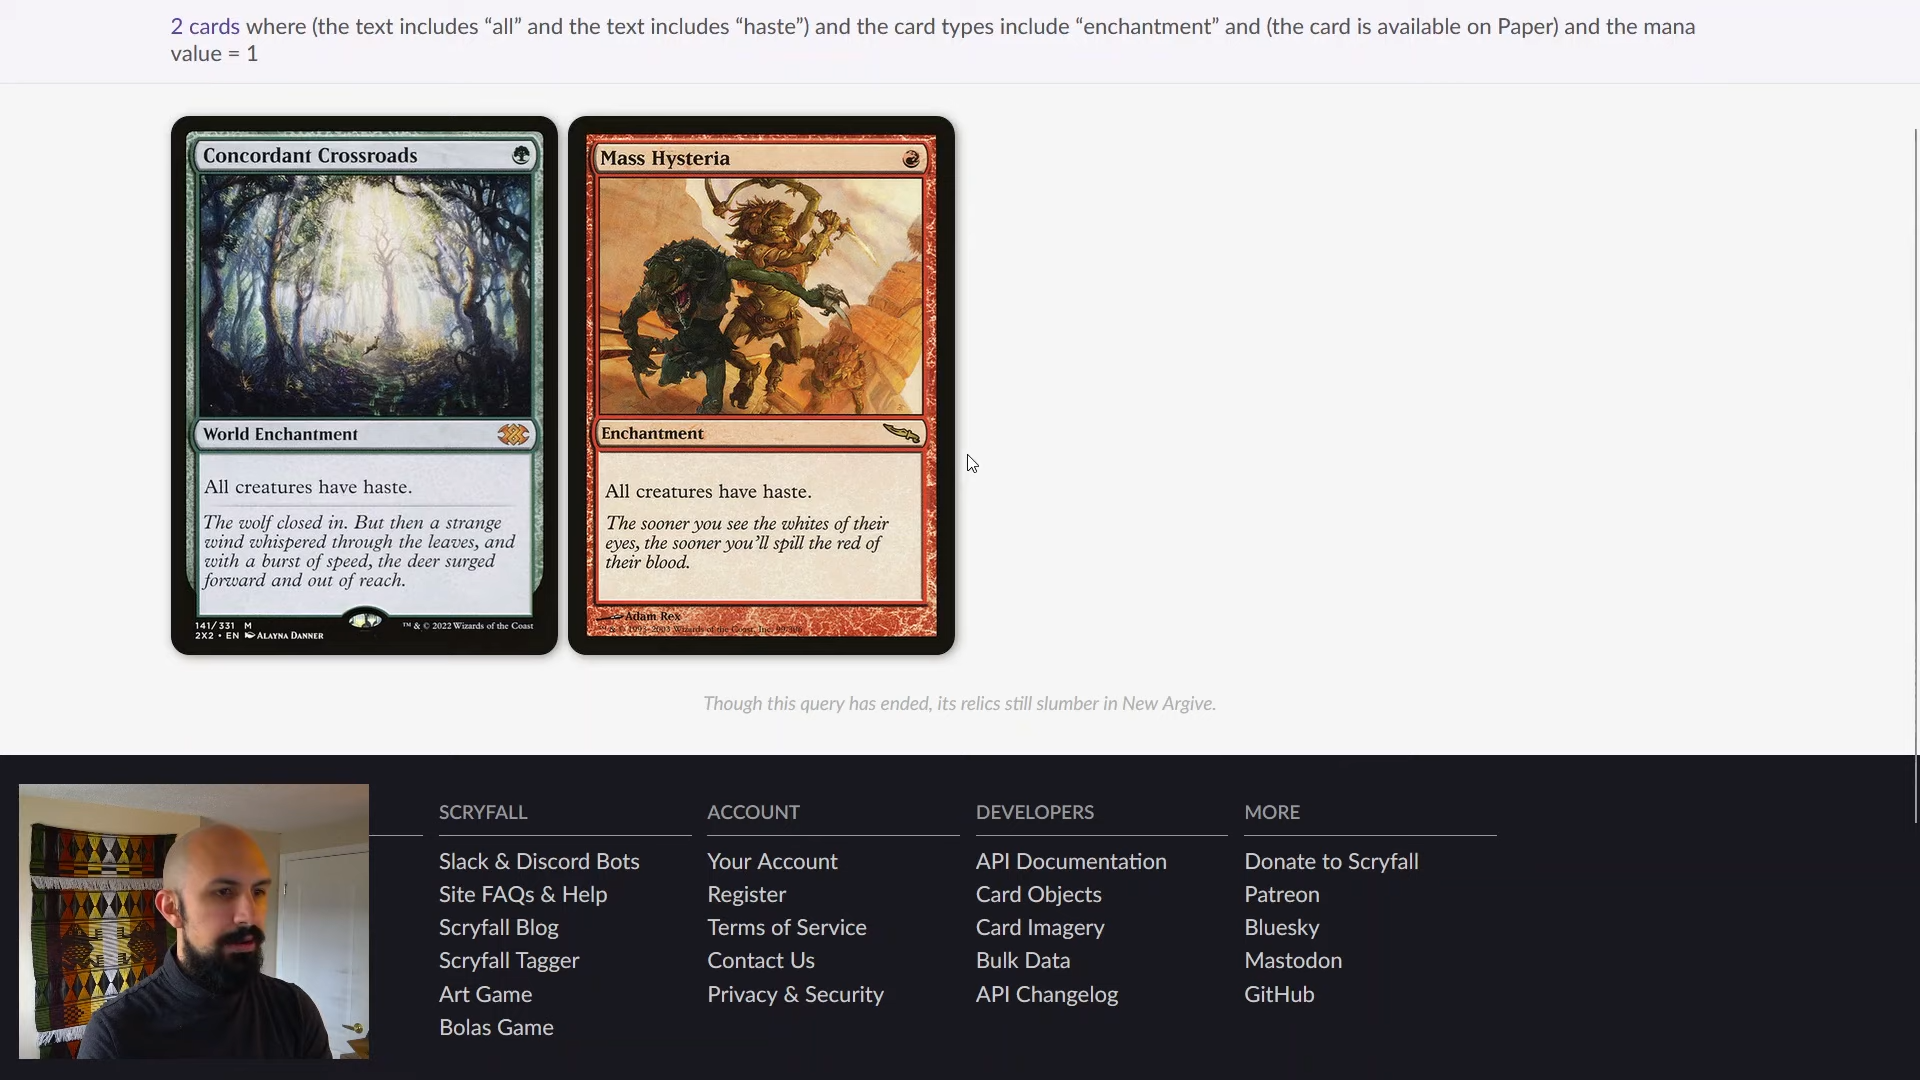 2 cards where (the text includes “all” and the text includes “haste”) and the card types include “enchantment” and (the card is available on Paper) and the mana
value = 1
Concordant Crossroads
World Enchantment
All creatures have haste.
The wolf closed in. But then a strange
wind whispered through the leaves, and
with a burst of speed, the deer surged
forward and out of reach.
141/331 M
2X2 • EN ALAYNA DANNER
™ & © 2022 Wizards of the Coast
Mass Hysteria
Enchantment
All creatures have haste.
The sooner you see the whites of their
eyes, the sooner you’ll spill the red of
their blood.
Adam Rex
Though this query has ended, its relics still slumber in New Argive.
SCRYFALL
Slack & Discord Bots
Site FAQs & Help
Scryfall Blog
Scryfall Tagger
Art Game
Bolas Game
ACCOUNT
Your Account
Register
Terms of Service
Contact Us
Privacy & Security
DEVELOPERS
API Documentation
Card Objects
Card Imagery
Bulk Data
API Changelog
MORE
Donate to Scryfall
Patreon
Bluesky
Mastodon
GitHub